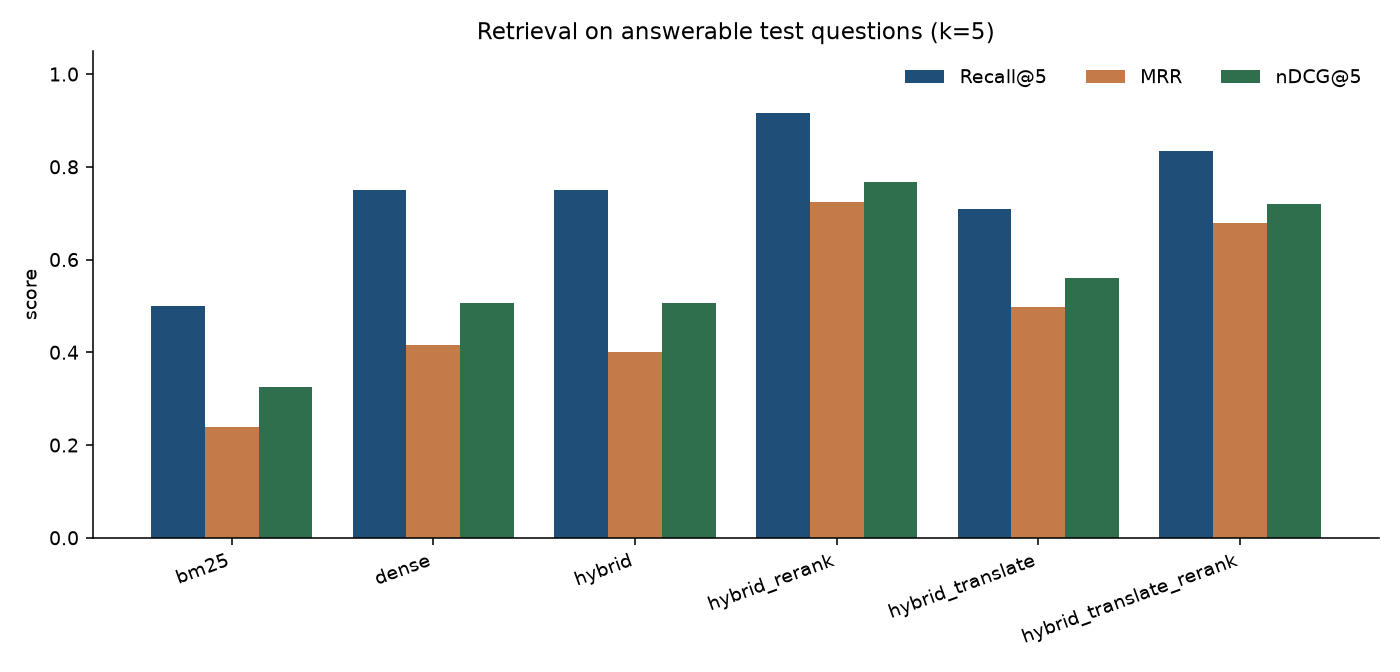 Retrieval on answerable test questions (k=5)
Recall@5 MRR nDCG@5
1.0
0.8
0.6
0.4
0.2
0.0
score
bm25 dense hybrid hybrid_rerank hybrid_translate hybrid_translate_rerank